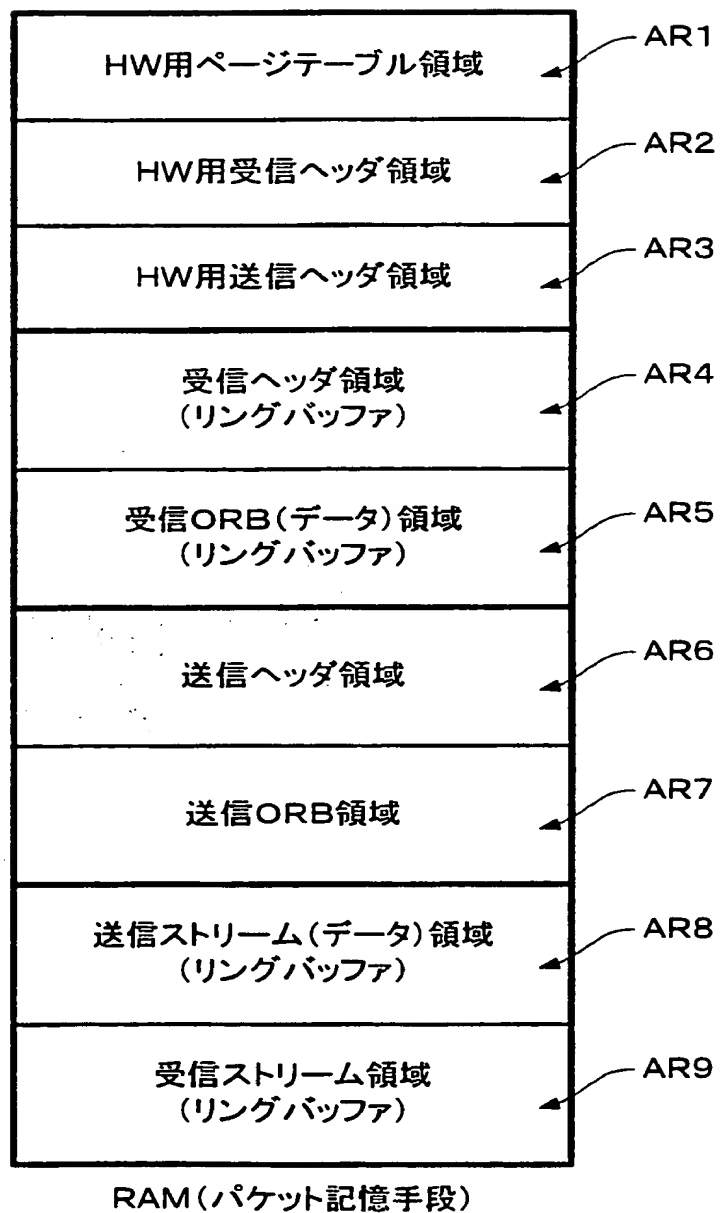 HW用ページテーブル領域
AR1
HW用受信ヘッダ領域
AR2
HW用送信ヘッダ領域
AR3
受信ヘッダ領域
(リングバッファ)
AR4
受信ORB(データ)領域
(リングバッファ)
AR5
送信ヘッダ領域
AR6
送信ORB領域
AR7
送信ストリーム(データ)領域
(リングバッファ)
AR8
受信ストリーム領域
(リングバッファ)
AR9
RAM(パケット記憶手段)